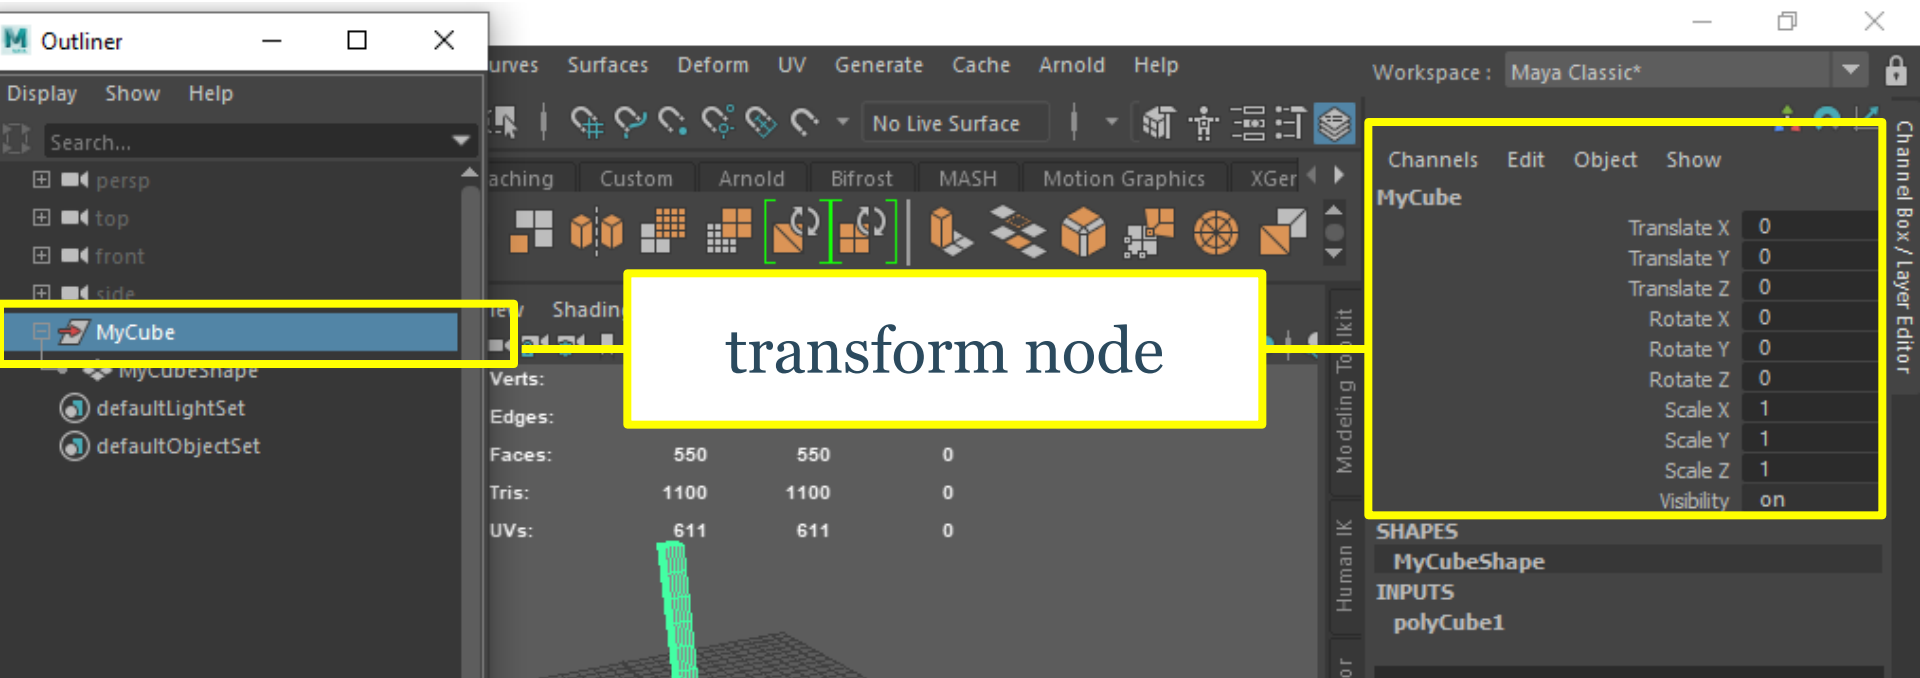 Outliner
Display Show Help
Search...
persp
top
front
side
MyCube
MyCubeShape
defaultLightSet
defaultObjectSet
urves Surfaces Deform UV Generate Cache Arnold Help
No Live Surface
aching Custom Arnold Bifrost MASH Motion Graphics XGer
iew Shading
transform node
Verts:
Edges:
Faces: 550 550 0
Tris: 1100 1100 0
UVs: 611 611 0
Workspace: Maya Classic*
Channels Edit Object Show
MyCube
Translate X 0
Translate Y 0
Translate Z 0
Rotate X 0
Rotate Y 0
Rotate Z 0
Scale X 1
Scale Y 1
Scale Z 1
Visibility on
SHAPES
MyCubeShape
INPUTS
polyCube1
Modeling Toolkit
Human IK
or
Channel Box / Layer Editor